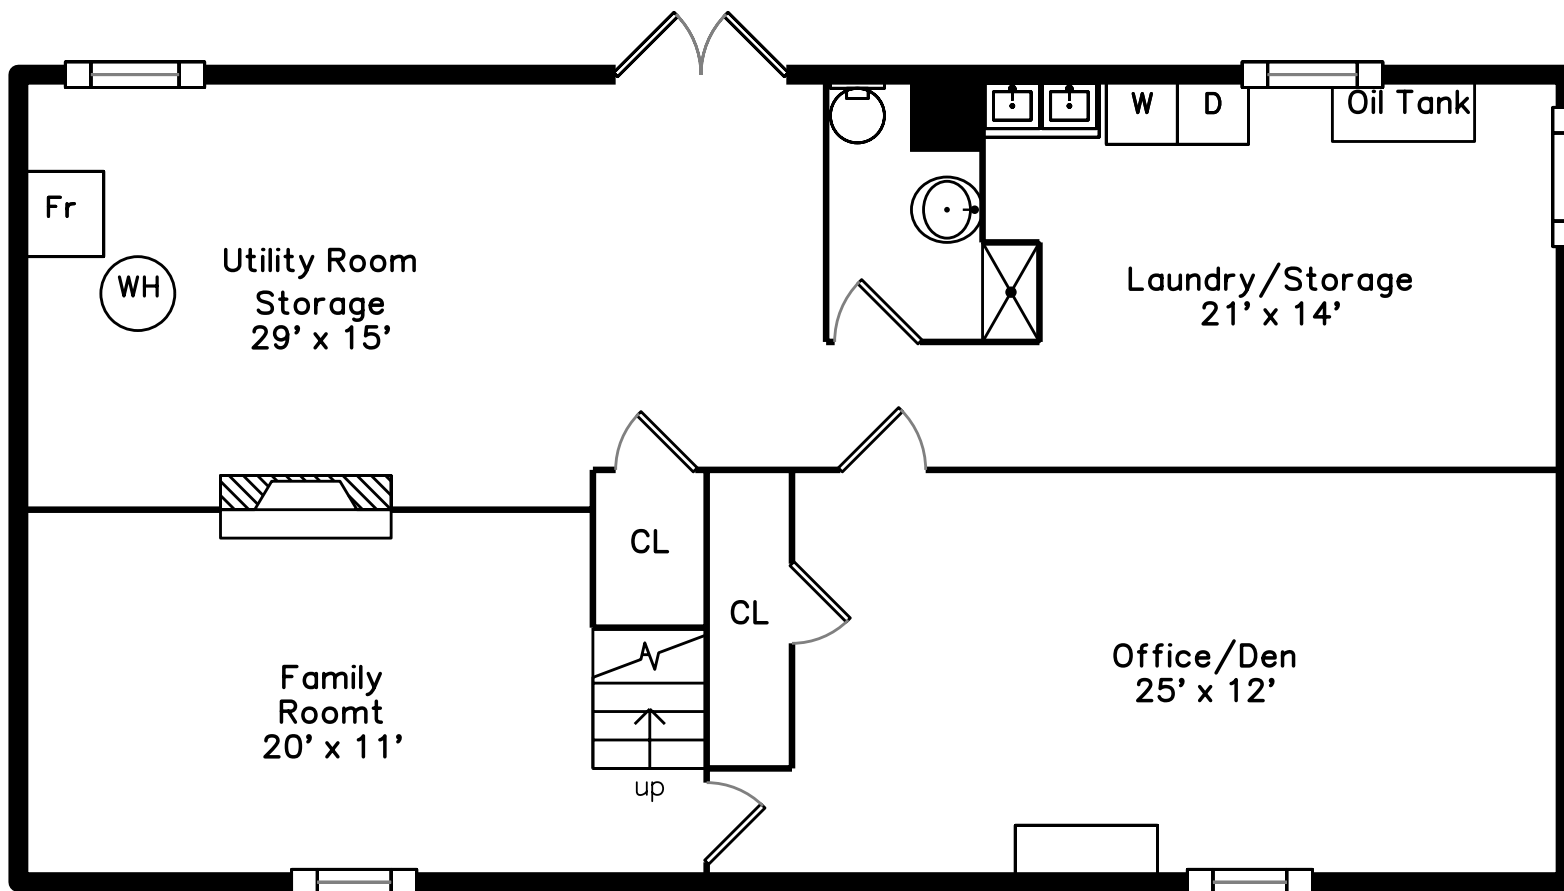 W
D
Oil Tank
Fr
WH
Utility Room
Storage
29' x 15'
Laundry/Storage
21' x 14'
CL
CL
Family
Roomt
20' x 11'
up
Office/Den
25' x 12'